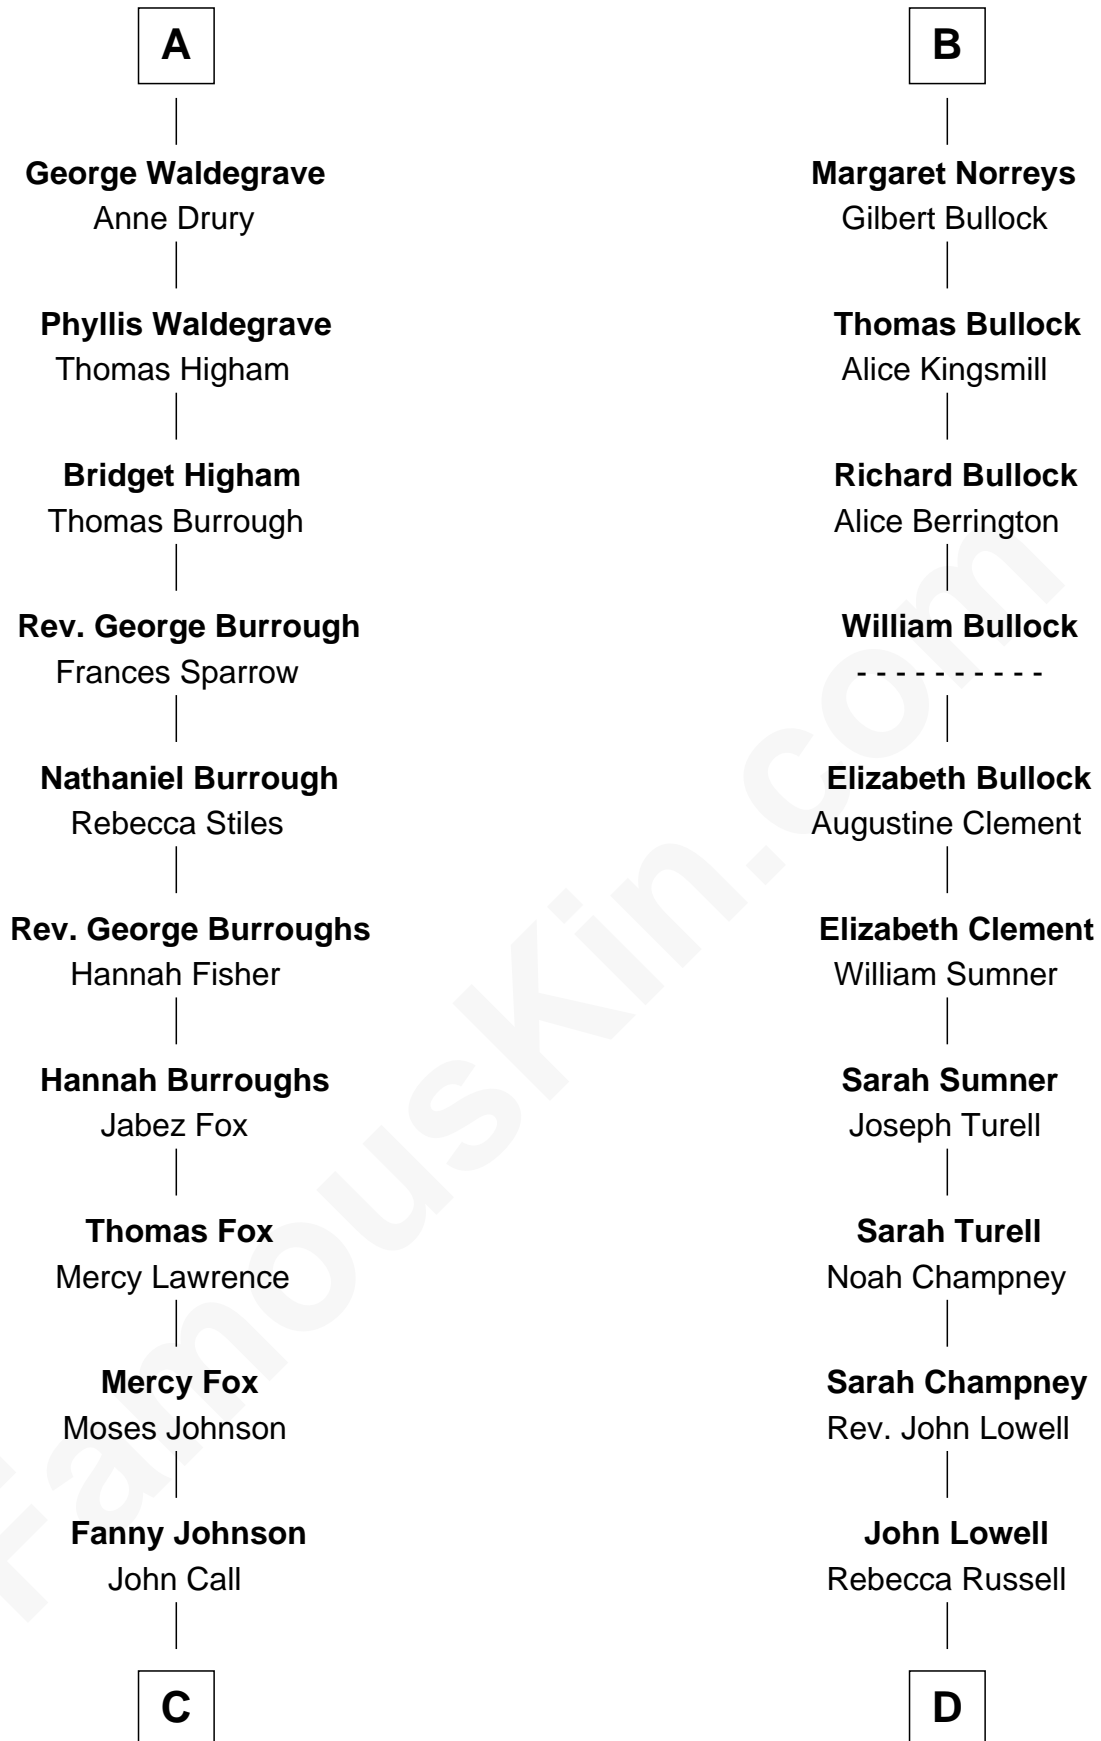 A
George Waldegrave
Anne Drury
Phyllis Waldegrave
Thomas Higham
Bridget Higham
Thomas Burrough
Rev. George Burrough
Frances Sparrow
Nathaniel Burrough
Rebecca Stiles
Rev. George Burroughs
Hannah Fisher
Hannah Burroughs
Jabez Fox
Thomas Fox
Mercy Lawrence
Mercy Fox
Moses Johnson
Fanny Johnson
John Call
C
B
Margaret Norreys
Gilbert Bullock
Thomas Bullock
Alice Kingsmill
Richard Bullock
Alice Berrington
William Bullock
- - - - - - - - - -
Elizabeth Bullock
Augustine Clement
Elizabeth Clement
William Sumner
Sarah Sumner
Joseph Turell
Sarah Turell
Noah Champney
Sarah Champney
Rev. John Lowell
John Lowell
Rebecca Russell
D
FamousKin.com